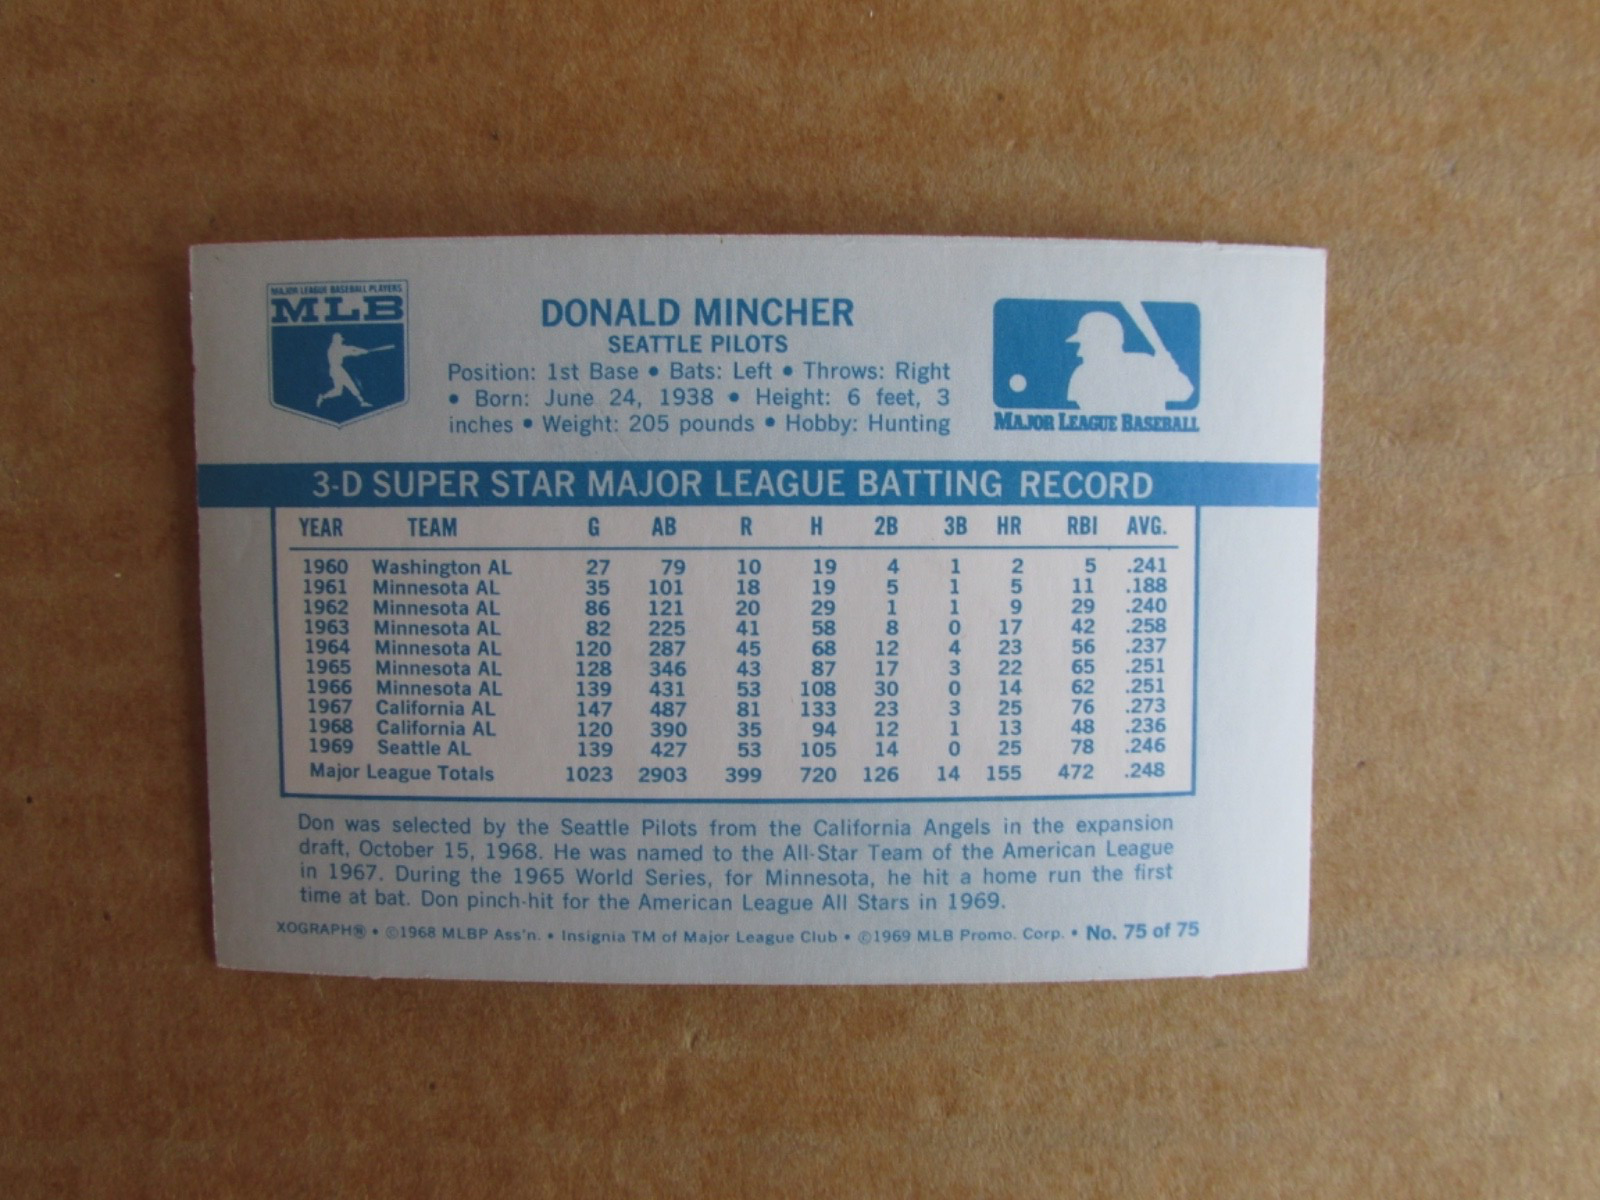 MAJOR LEAGUE BASEBALL PLAYERS
MLB
DONALD MINCHER
SEATTLE PILOTS
Position: 1st Base • Bats: Left • Throws: Right
• Born: June 24, 1938 • Height: 6 feet, 3
inches • Weight: 205 pounds • Hobby: Hunting
MAJOR LEAGUE BASEBALL
3-D SUPER STAR MAJOR LEAGUE BATTING RECORD
YEAR TEAM G AB R H 2B 3B HR RBI AVG.
1960 Washington AL 27 79 10 19 4 1 2 5 .241
1961 Minnesota AL 35 101 18 19 5 1 5 11 .188
1962 Minnesota AL 86 121 20 29 1 1 9 29 .240
1963 Minnesota AL 82 225 41 58 8 0 17 42 .258
1964 Minnesota AL 120 287 45 68 12 4 23 56 .237
1965 Minnesota AL 128 346 43 87 17 3 22 65 .251
1966 Minnesota AL 139 431 53 108 30 0 14 62 .251
1967 California AL 147 487 81 133 23 3 25 76 .273
1968 California AL 120 390 35 94 12 1 13 48 .236
1969 Seattle AL 139 427 53 105 14 0 25 78 .246
Major League Totals 1023 2903 399 720 126 14 155 472 .248
Don was selected by the Seattle Pilots from the California Angels in the expansion
draft, October 15, 1968. He was named to the All-Star Team of the American League
in 1967. During the 1965 World Series, for Minnesota, he hit a home run the first
time at bat. Don pinch-hit for the American League All Stars in 1969.
XOGRAPH® • ©1968 MLBP Ass'n. • Insignia TM of Major League Club • ©1969 MLB Promo. Corp. • No. 75 of 75